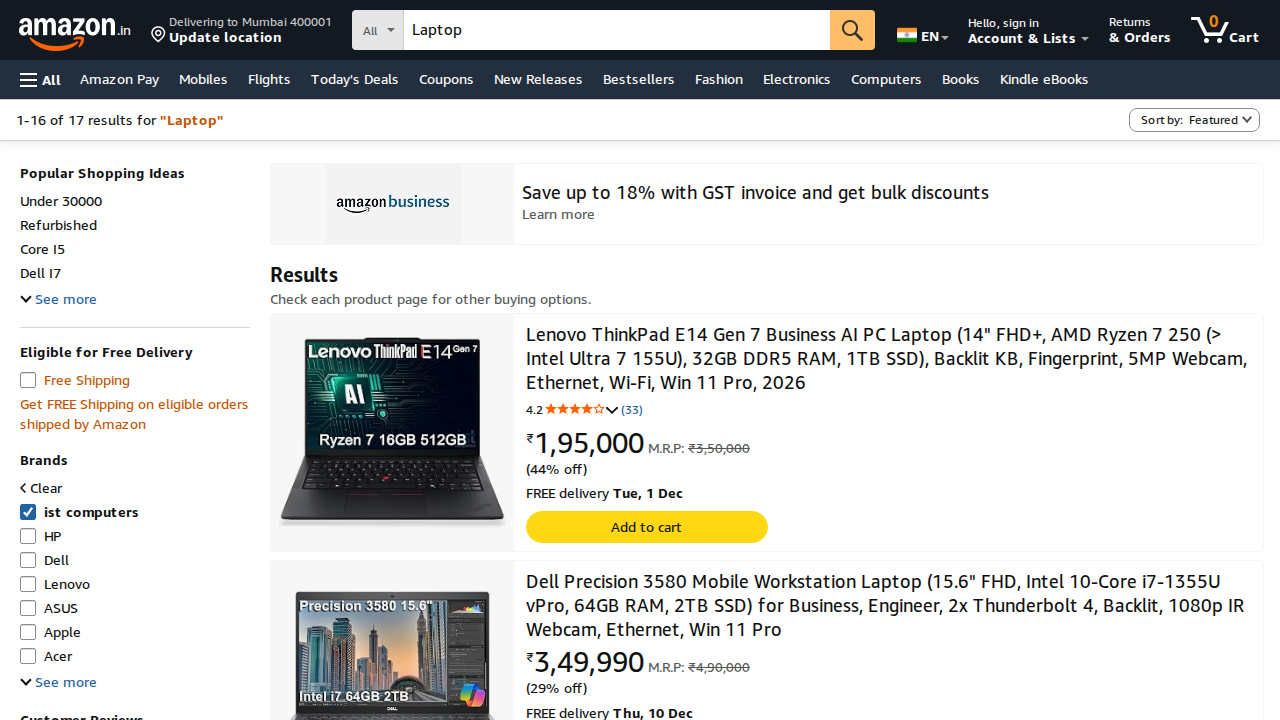 amazon.in
Delivering to Mumbai 400001
Update location
All
Laptop
EN
Hello, sign in
Account & Lists
Returns
& Orders
0
Cart
All
Amazon Pay
Mobiles
Flights
Today's Deals
Coupons
New Releases
Bestsellers
Fashion
Electronics
Computers
Books
Kindle eBooks
1-16 of 17 results for "Laptop"
Sort by: Featured
Popular Shopping Ideas
Under 30000
Refurbished
Core I5
Dell I7
See more
Eligible for Free Delivery
Free Shipping
Get FREE Shipping on eligible orders
shipped by Amazon
Brands
Clear
ist computers
HP
Dell
Lenovo
ASUS
Apple
Acer
See more
Customer Reviews
amazon business
Save up to 18% with GST invoice and get bulk discounts
Learn more
Results
Check each product page for other buying options.
Lenovo ThinkPad E14 Gen 7
AI
Ryzen 7 16GB 512GB
Lenovo ThinkPad E14 Gen 7 Business AI PC Laptop (14" FHD+, AMD Ryzen 7 250 (>
Intel Ultra 7 155U), 32GB DDR5 RAM, 1TB SSD), Backlit KB, Fingerprint, 5MP Webcam,
Ethernet, Wi-Fi, Win 11 Pro, 2026
4.2 (33)
₹1,95,000 M.R.P: ₹3,50,000
(44% off)
FREE delivery Tue, 1 Dec
Add to cart
Precision 3580 15.6"
Intel i7 64GB 2TB
DELL
Dell Precision 3580 Mobile Workstation Laptop (15.6" FHD, Intel 10-Core i7-1355U
vPro, 64GB RAM, 2TB SSD) for Business, Engineer, 2x Thunderbolt 4, Backlit, 1080p IR
Webcam, Ethernet, Win 11 Pro
₹3,49,990 M.R.P: ₹4,90,000
(29% off)
FREE delivery Thu, 10 Dec